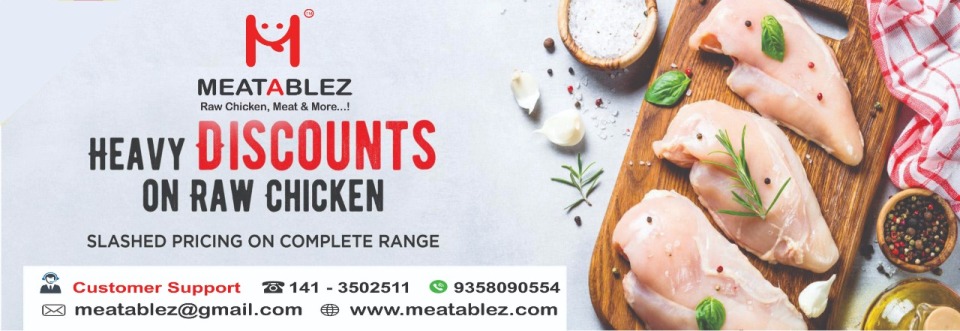 TM
MEATABLEZ
Raw Chicken, Meat & More...!
HEAVY DISCOUNTS
ON RAW CHICKEN
SLASHED PRICING ON COMPLETE RANGE
Customer Support 141 - 3502511 9358090554
meatablez@gmail.com www.meatablez.com